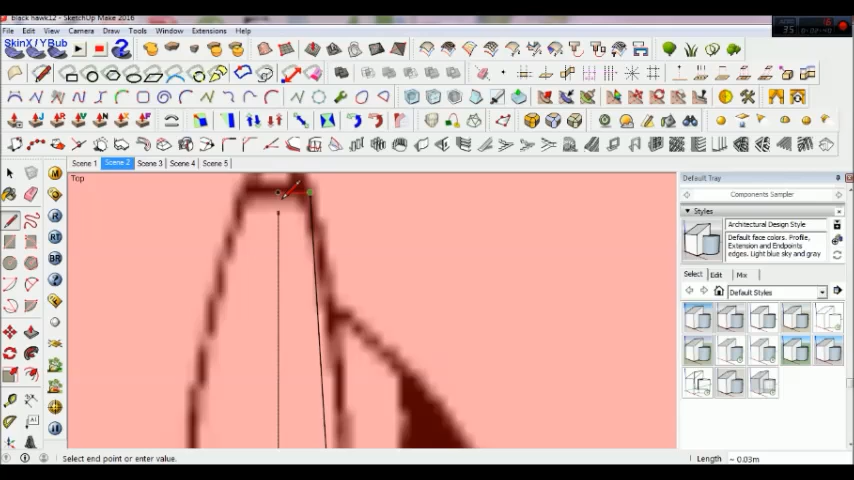 Black hawk12 - SketchUp Make 2016
File Edit View Camera Draw Tools Window Extensions Help
SkinX / YBub
Scene 1 Scene 2 Scene 3 Scene 4 Scene 5
Top
Default Tray
Components Sampler
Styles
Architectural Design Style
Default face colors. Profile,
Extension and Endpoints
edges. Light blue sky and gray
Select Edit Mix
Default Styles
M
R
RT
BR
Select end point or enter value.
Length ~ 0.03m